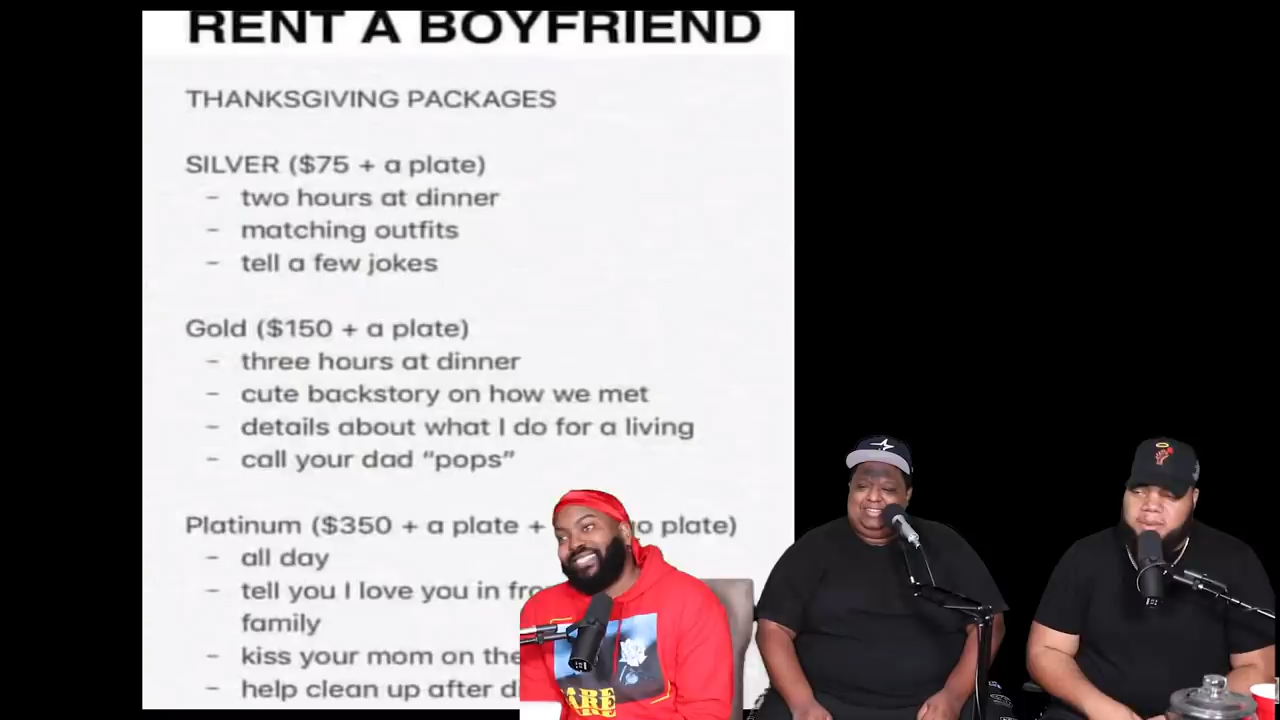 RENT A BOYFRIEND
THANKSGIVING PACKAGES
SILVER ($75 + a plate)
- two hours at dinner
- matching outfits
- tell a few jokes
Gold ($150 + a plate)
- three hours at dinner
- cute backstory on how we met
- details about what I do for a living
- call your dad “pops”
Platinum ($350 + a plate + o plate)
- all day
- tell you I love you in fro
family
- kiss your mom on the
- help clean up after d
ARE